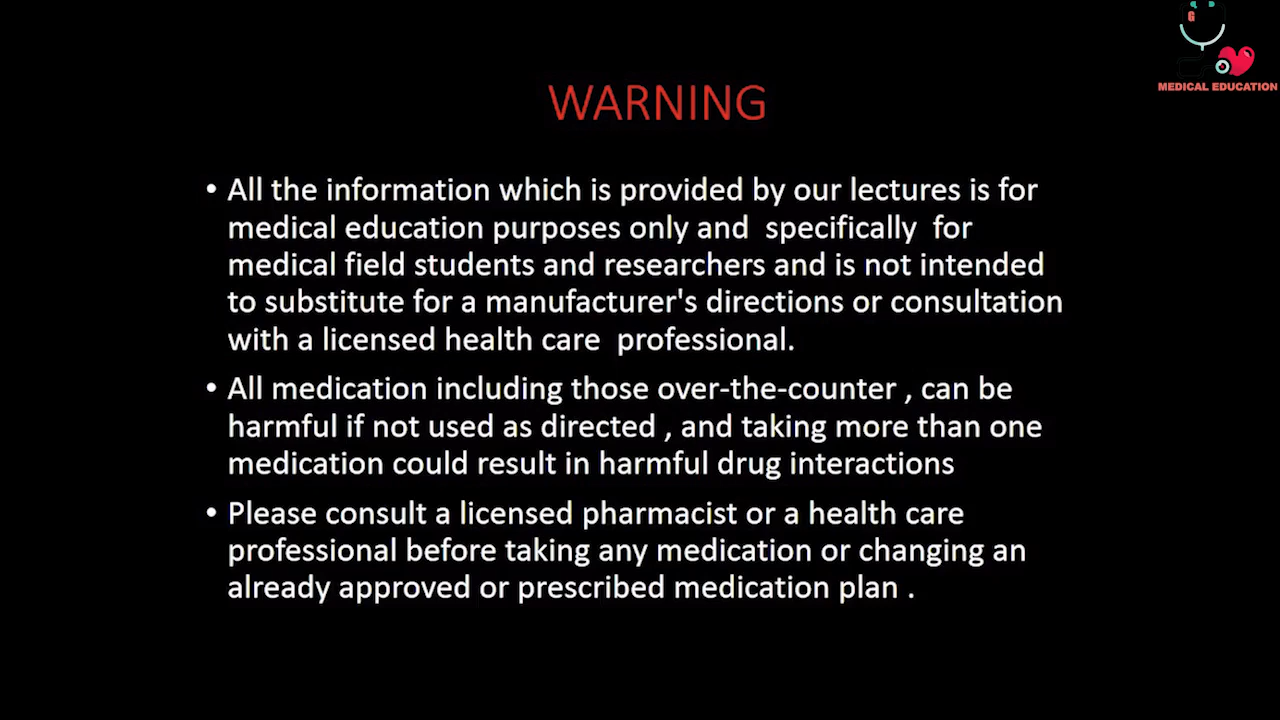 G
MEDICAL EDUCATION
WARNING
• All the information which is provided by our lectures is for
medical education purposes only and  specifically  for
medical field students and researchers and is not intended
to substitute for a manufacturer's directions or consultation
with a licensed health care  professional.
• All medication including those over-the-counter , can be
harmful if not used as directed , and taking more than one
medication could result in harmful drug interactions
• Please consult a licensed pharmacist or a health care
professional before taking any medication or changing an
already approved or prescribed medication plan .